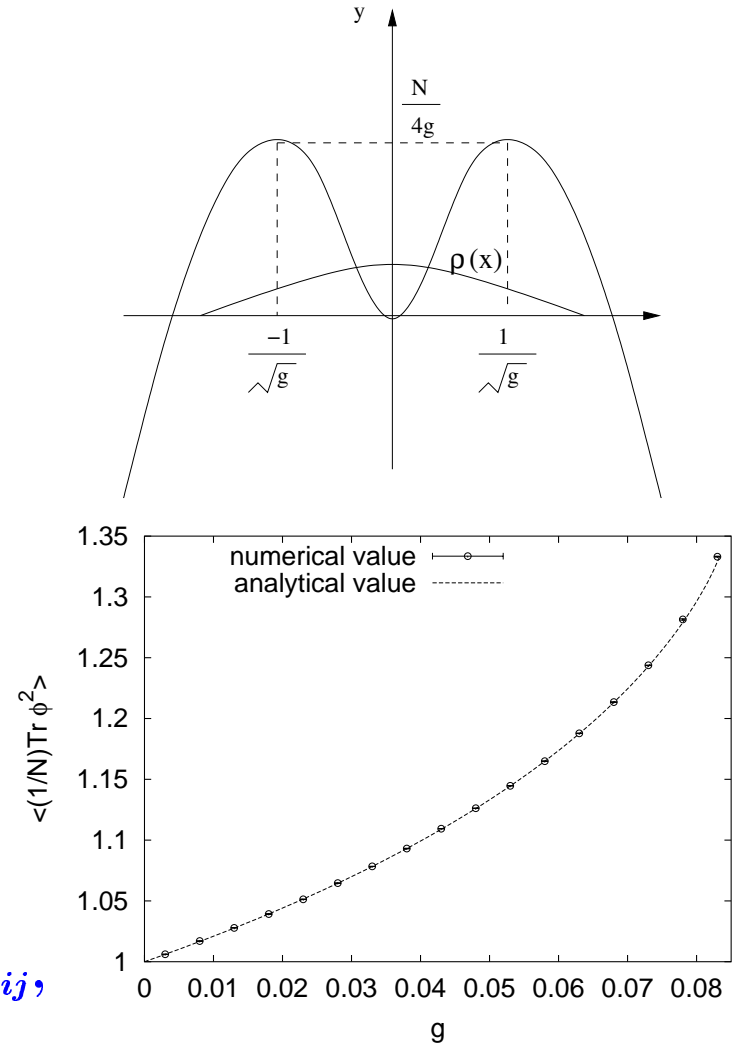 y
N
4g
ρ(x)
−1
√g
1
√g
1.35
1.3
1.25
1.2
1.15
1.1
1.05
1
<(1/N)Tr ϕ²>
numerical value
analytical value
ij,
0 0.01 0.02 0.03 0.04 0.05 0.06 0.07 0.08
g